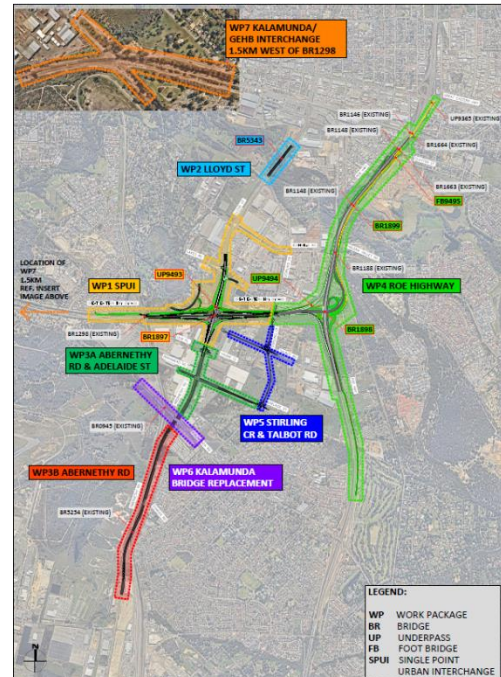 WP7 KALAMUNDA/
GEHB INTERCHANGE
1.5KM WEST OF BR1298
BR1146 (EXISTING)
UP9365 (EXISTING)
BR1148 (EXISTING)
BR1664 (EXISTING)
BR5343
WP2 LLOYD ST
BR1148 (EXISTING)
BR1663 (EXISTING)
FB9495
BR1899
LOCATION OF
WP7
1.5KM
REF. INSERT
IMAGE ABOVE
WP1 SPUI
UP9493
UP9494
BR1188 (EXISTING)
WP4 ROE HIGHWAY
BR1298 (EXISTING)
BR1897
BR1898
WP3A ABERNETHY
RD & ADELAIDE ST
WP5 STIRLING
CR & TALBOT RD
BR0945 (EXISTING)
WP3B ABERNETHY RD
WP6 KALAMUNDA
BRIDGE REPLACEMENT
BR5254 (EXISTING)
LEGEND:
WP WORK PACKAGE
BR BRIDGE
UP UNDERPASS
FB FOOT BRIDGE
SPUI SINGLE POINT
URBAN INTERCHANGE
N